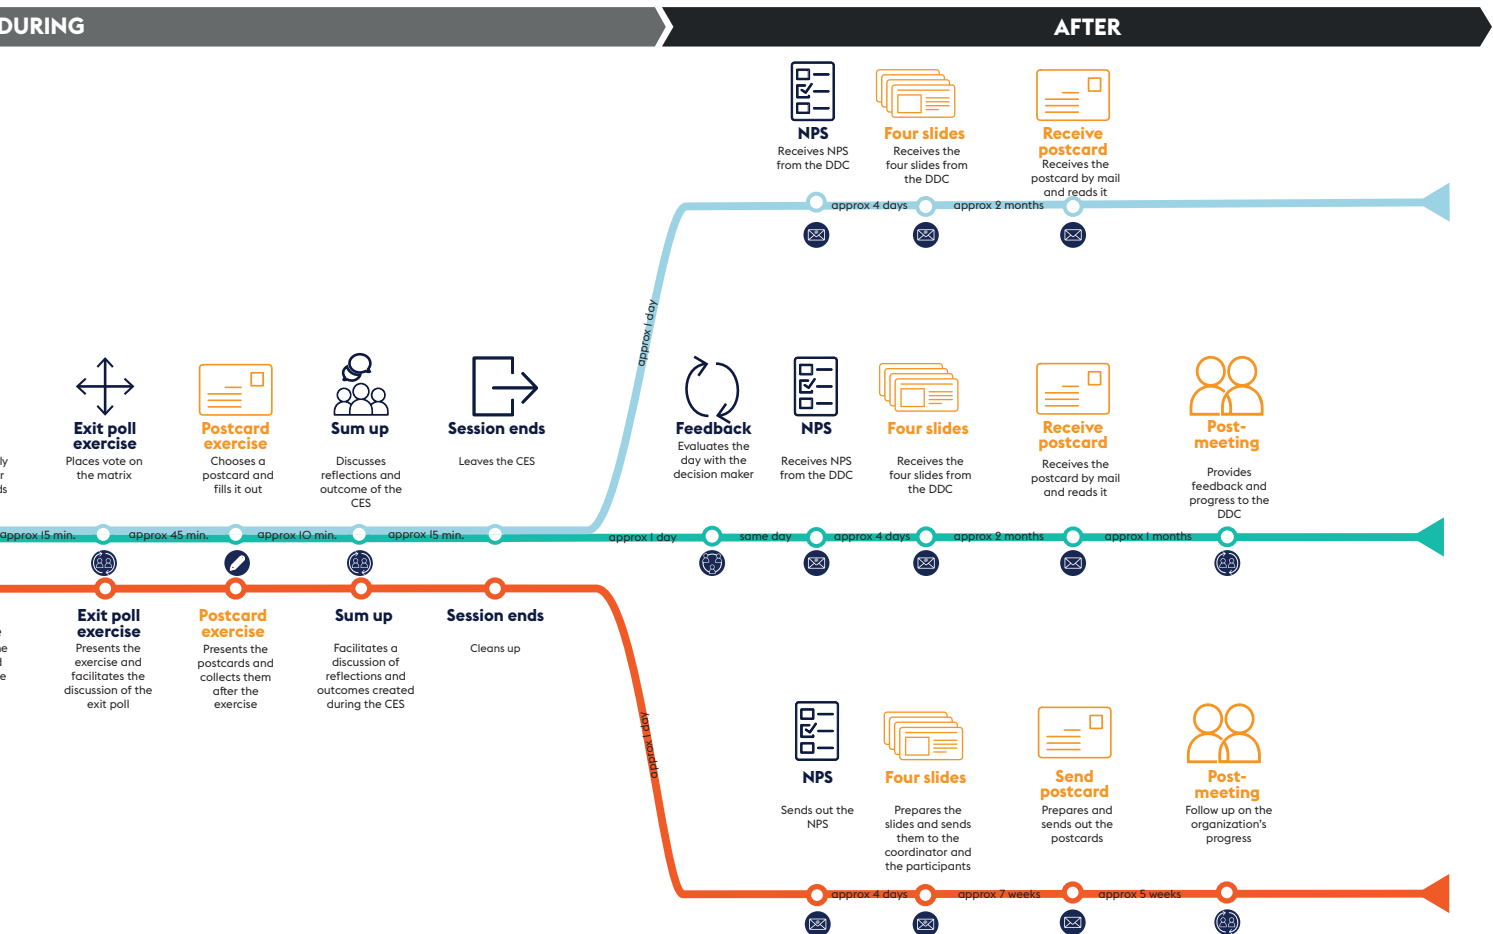 DURING
AFTER
NPS
Receives NPS
from the DDC
Four slides
Receives the
four slides from
the DDC
Receive
postcard
Receives the
postcard by mail
and reads it
approx 4 days
approx 2 months
approx 1 day
Exit poll
exercise
Places vote on
the matrix
Postcard
exercise
Chooses a
postcard and
fills it out
Sum up
Discusses
reflections and
outcome of the
CES
Session ends
Leaves the CES
Feedback
Evaluates the
day with the
decision maker
NPS
Receives NPS
from the DDC
Four slides
Receives the
four slides from
the DDC
Receive
postcard
Receives the
postcard by mail
and reads it
Post-
meeting
Provides
feedback and
progress to the
DDC
approx 15 min.
approx 45 min.
approx 10 min.
approx 15 min.
approx 1 day
same day
approx 4 days
approx 2 months
approx 1 months
Exit poll
exercise
Presents the
exercise and
facilitates the
discussion of the
exit poll
Postcard
exercise
Presents the
postcards and
collects them
after the
exercise
Sum up
Facilitates a
discussion of
reflections and
outcomes created
during the CES
Session ends
Cleans up
approx 1 day
NPS
Sends out the
NPS
Four slides
Prepares the
slides and sends
them to the
coordinator and
the participants
Send
postcard
Prepares and
sends out the
postcards
Post-
meeting
Follow up on the
organization's
progress
approx 4 days
approx 7 weeks
approx 5 weeks